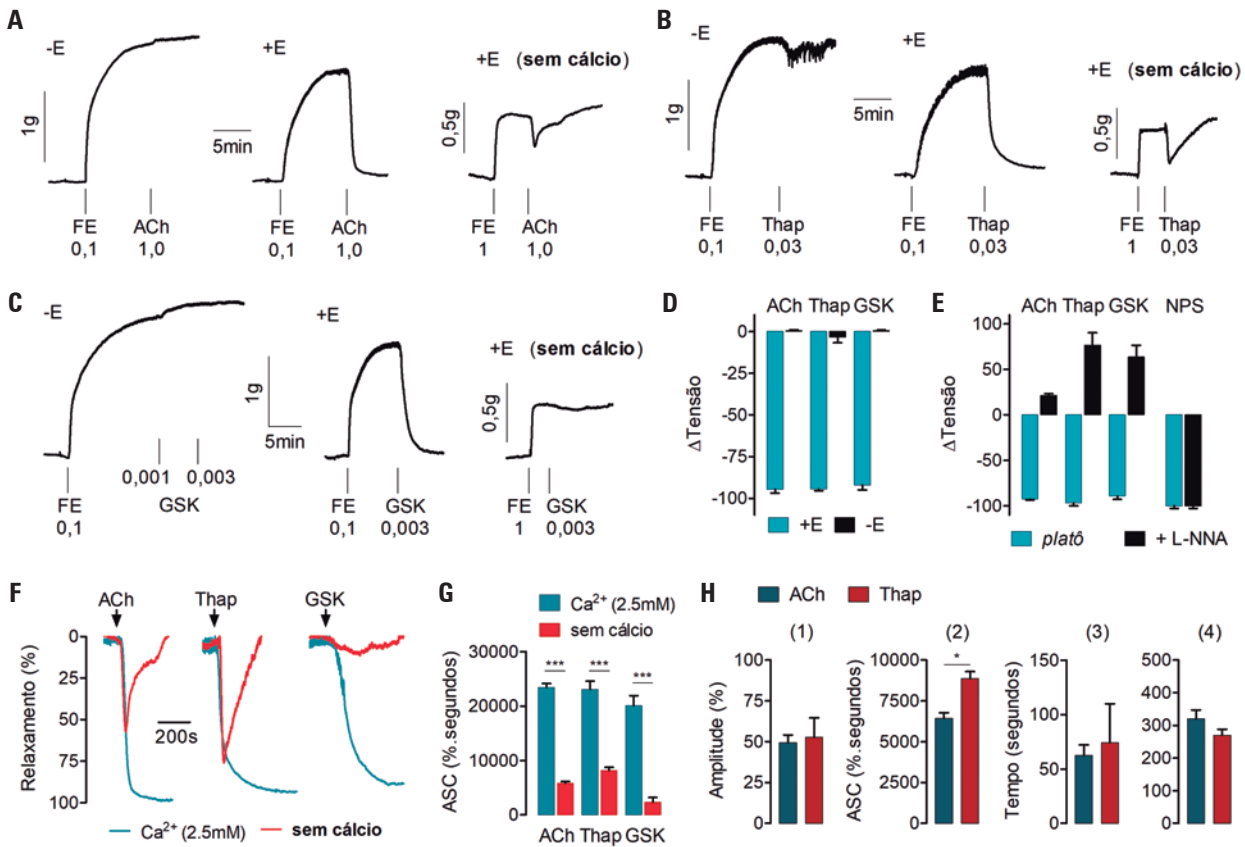 A
-E
1g
FE
0,1
ACh
1,0
+E
5min
FE
0,1
ACh
1,0
+E (sem cálcio)
0,5g
FE
1
ACh
1,0
B
-E
1g
FE
0,1
Thap
0,03
+E
5min
FE
0,1
Thap
0,03
+E (sem cálcio)
0,5g
FE
1
Thap
0,03
C
-E
FE
0,1
0,001 0,003
GSK
+E
1g
5min
FE
0,1
GSK
0,003
+E (sem cálcio)
0,5g
FE
1
GSK
0,003
D
ACh Thap GSK
ΔTensão
0
-25
-50
-75
-100
+E -E
E
ACh Thap GSK NPS
ΔTensão
100
50
0
-50
-100
platô + L-NNA
F
ACh Thap GSK
Relaxamento (%)
0
25
50
75
100
200s
Ca²⁺ (2.5mM) sem cálcio
G
Ca²⁺ (2.5mM)
sem cálcio
ASC (%.segundos)
30000
20000
10000
0
*** *** ***
ACh Thap GSK
H
ACh Thap
(1)
Amplitude (%)
100
75
50
25
0
(2)
ASC (%.segundos)
10000
7500
5000
2500
0
*
(3)
Tempo (segundos)
150
100
50
0
(4)
500
400
300
200
100
0